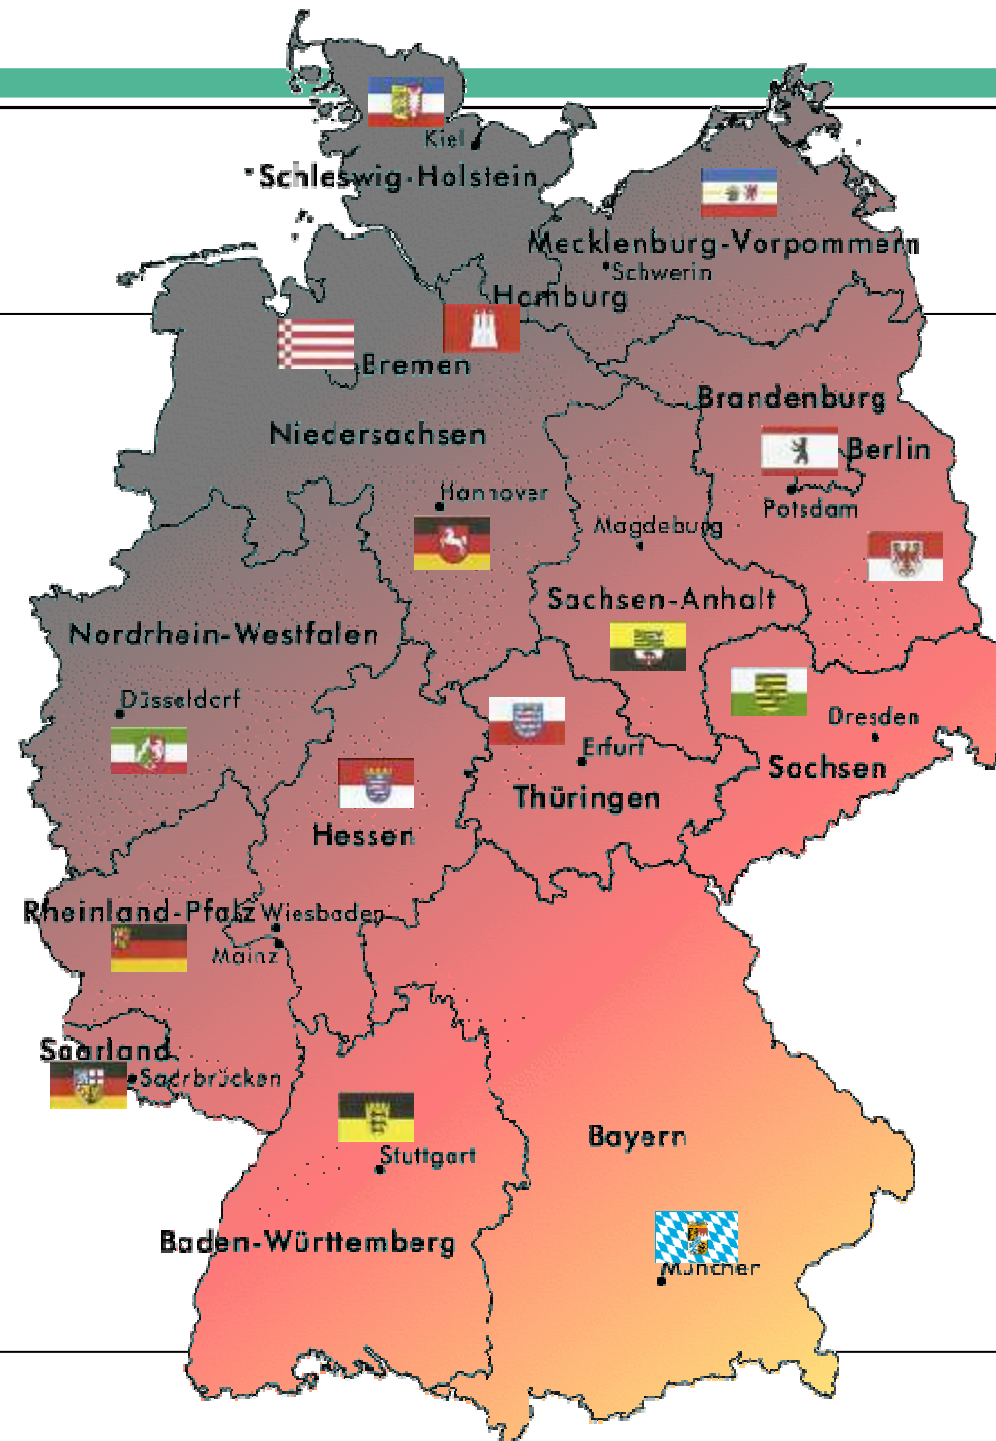 Kiel
Schleswig-Holstein
Mecklenburg-Vorpommern
Schwerin
Hamburg
Bremen
Brandenburg
Niedersachsen
Berlin
Hannover
Potsdam
Magdeburg
Sachsen-Anhalt
Nordrhein-Westfalen
Düsseldorf
Dresden
Erfurt
Sachsen
Thüringen
Hessen
Rheinland-Pfalz
Wiesbaden
Mainz
Saarland
Saarbrücken
Bayern
Stuttgart
Baden-Württemberg
München